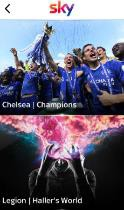 sky
Chelsea | Champions
Legion | Haller's World